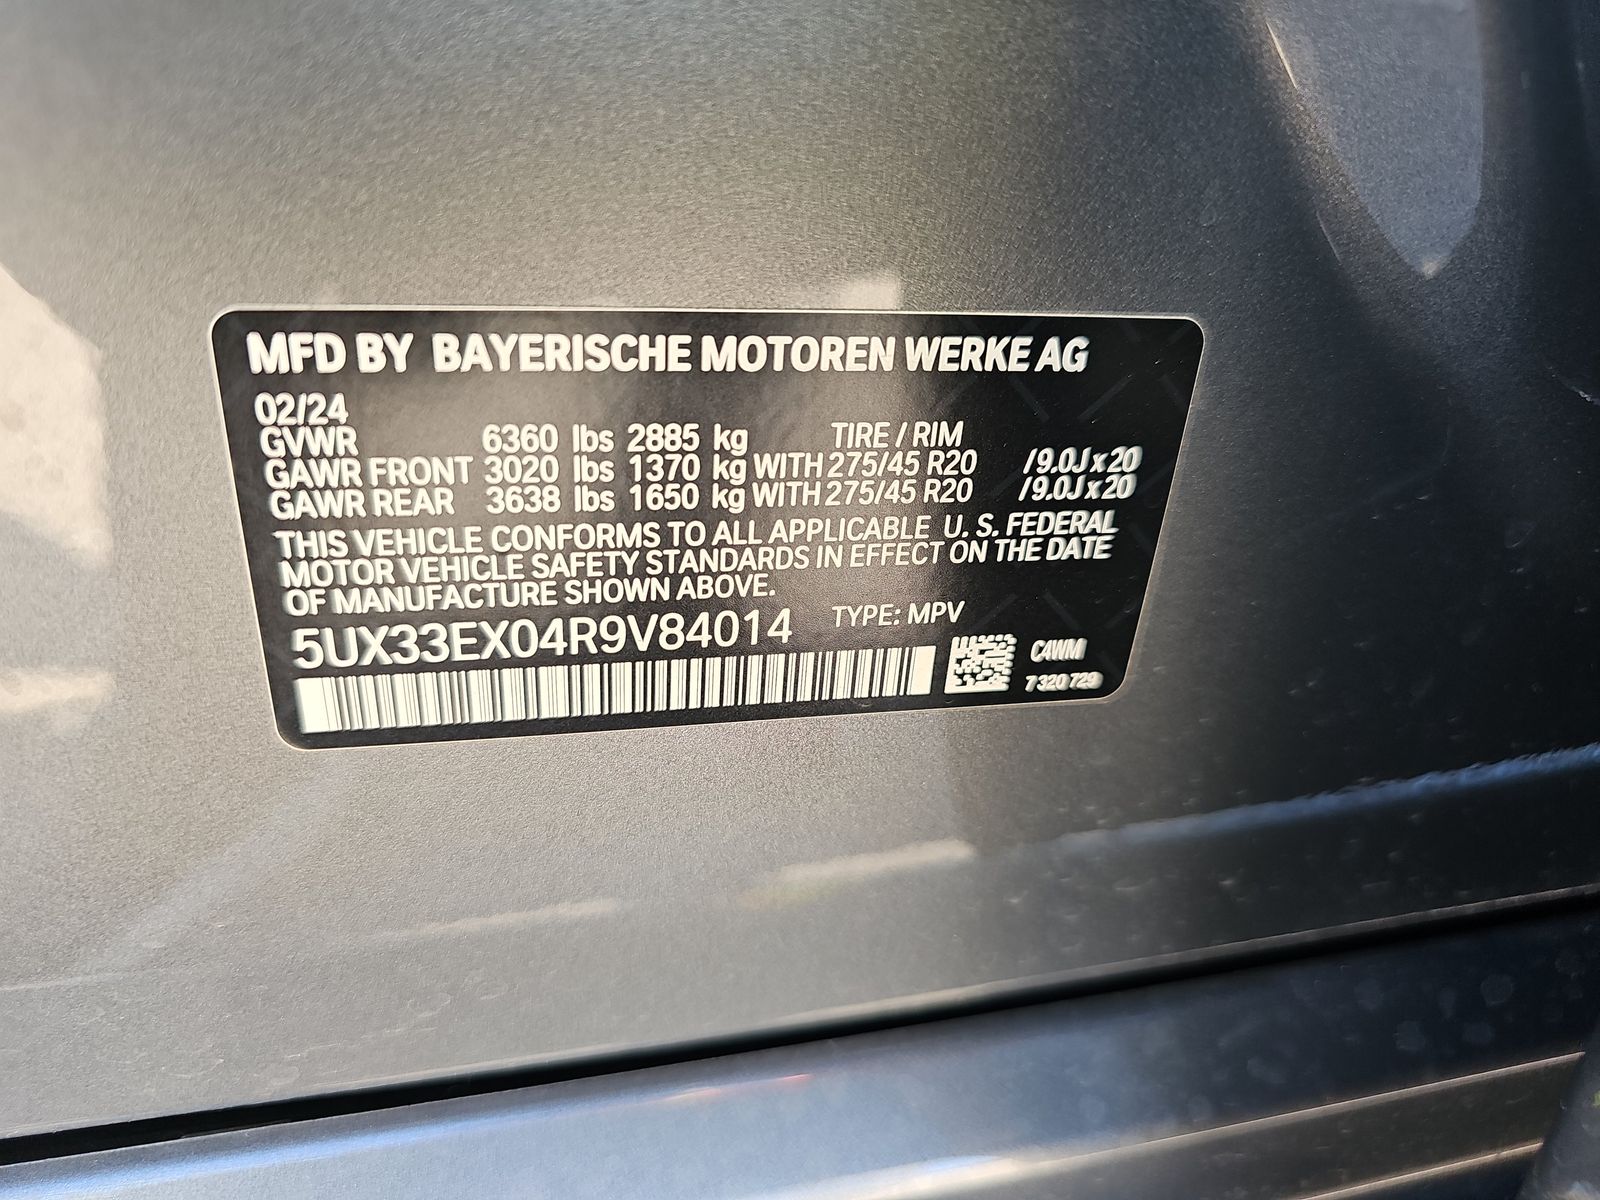 MFD BY BAYERISCHE MOTOREN WERKE AG
02/24
GVWR 6360 lbs 2885 kg TIRE / RIM
GAWR FRONT 3020 lbs 1370 kg WITH 275/45 R20 /9.0J x 20
GAWR REAR 3638 lbs 1650 kg WITH 275/45 R20 /9.0J x 20
THIS VEHICLE CONFORMS TO ALL APPLICABLE U. S. FEDERAL
MOTOR VEHICLE SAFETY STANDARDS IN EFFECT ON THE DATE
OF MANUFACTURE SHOWN ABOVE.
5UX33EX04R9V84014 TYPE: MPV
C4WM
7 320 729